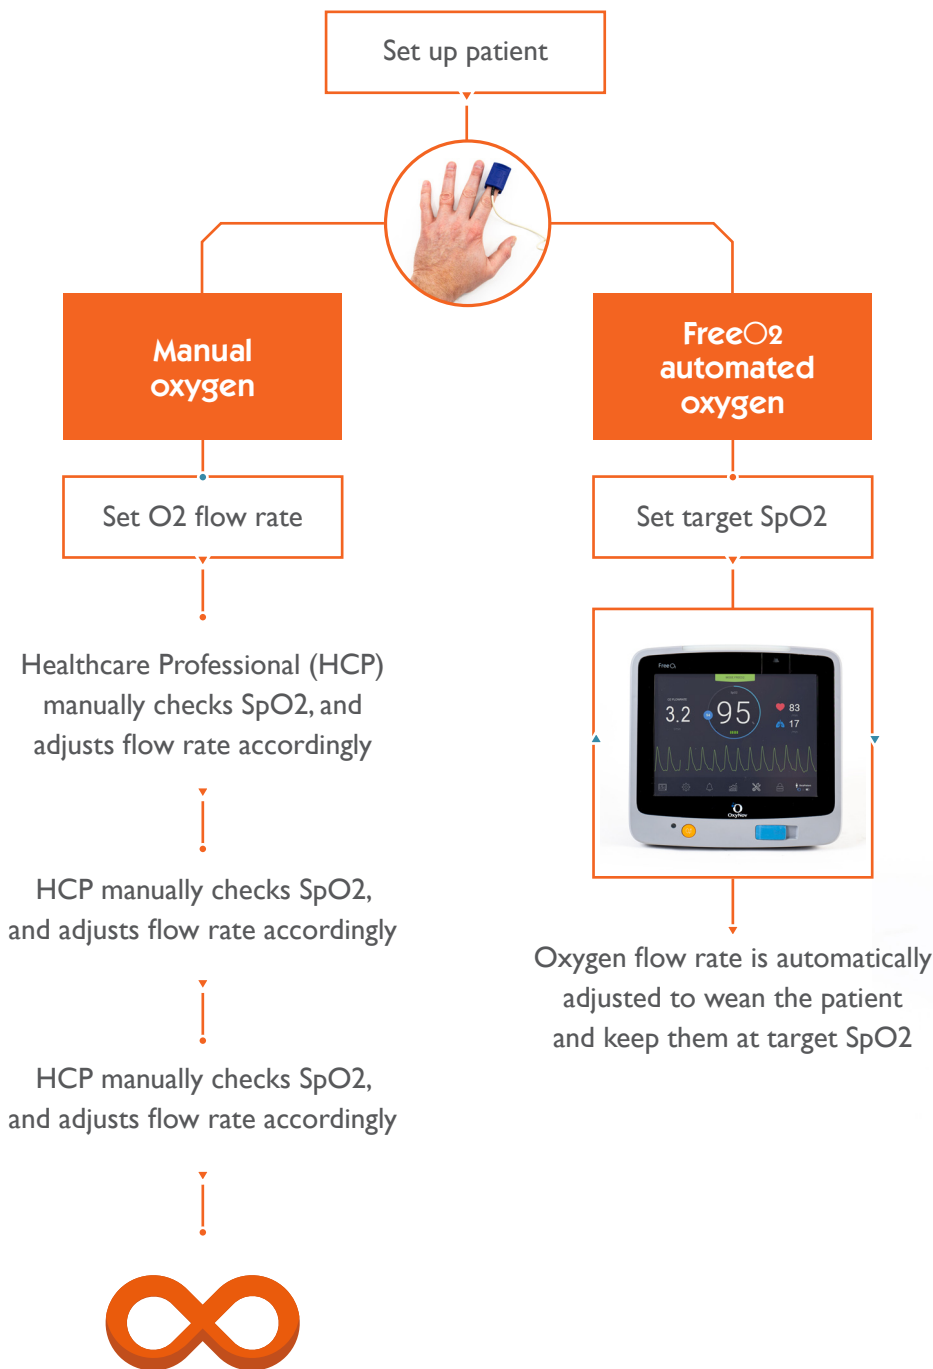 Set up patient
Manual
oxygen
FreeO2
automated
oxygen
Set O2 flow rate
Set target SpO2
Healthcare Professional (HCP)
manually checks SpO2, and
adjusts flow rate accordingly
FreeO2
3.2
95
83
17
OxyNov
HCP manually checks SpO2,
and adjusts flow rate accordingly
Oxygen flow rate is automatically
adjusted to wean the patient
and keep them at target SpO2
HCP manually checks SpO2,
and adjusts flow rate accordingly